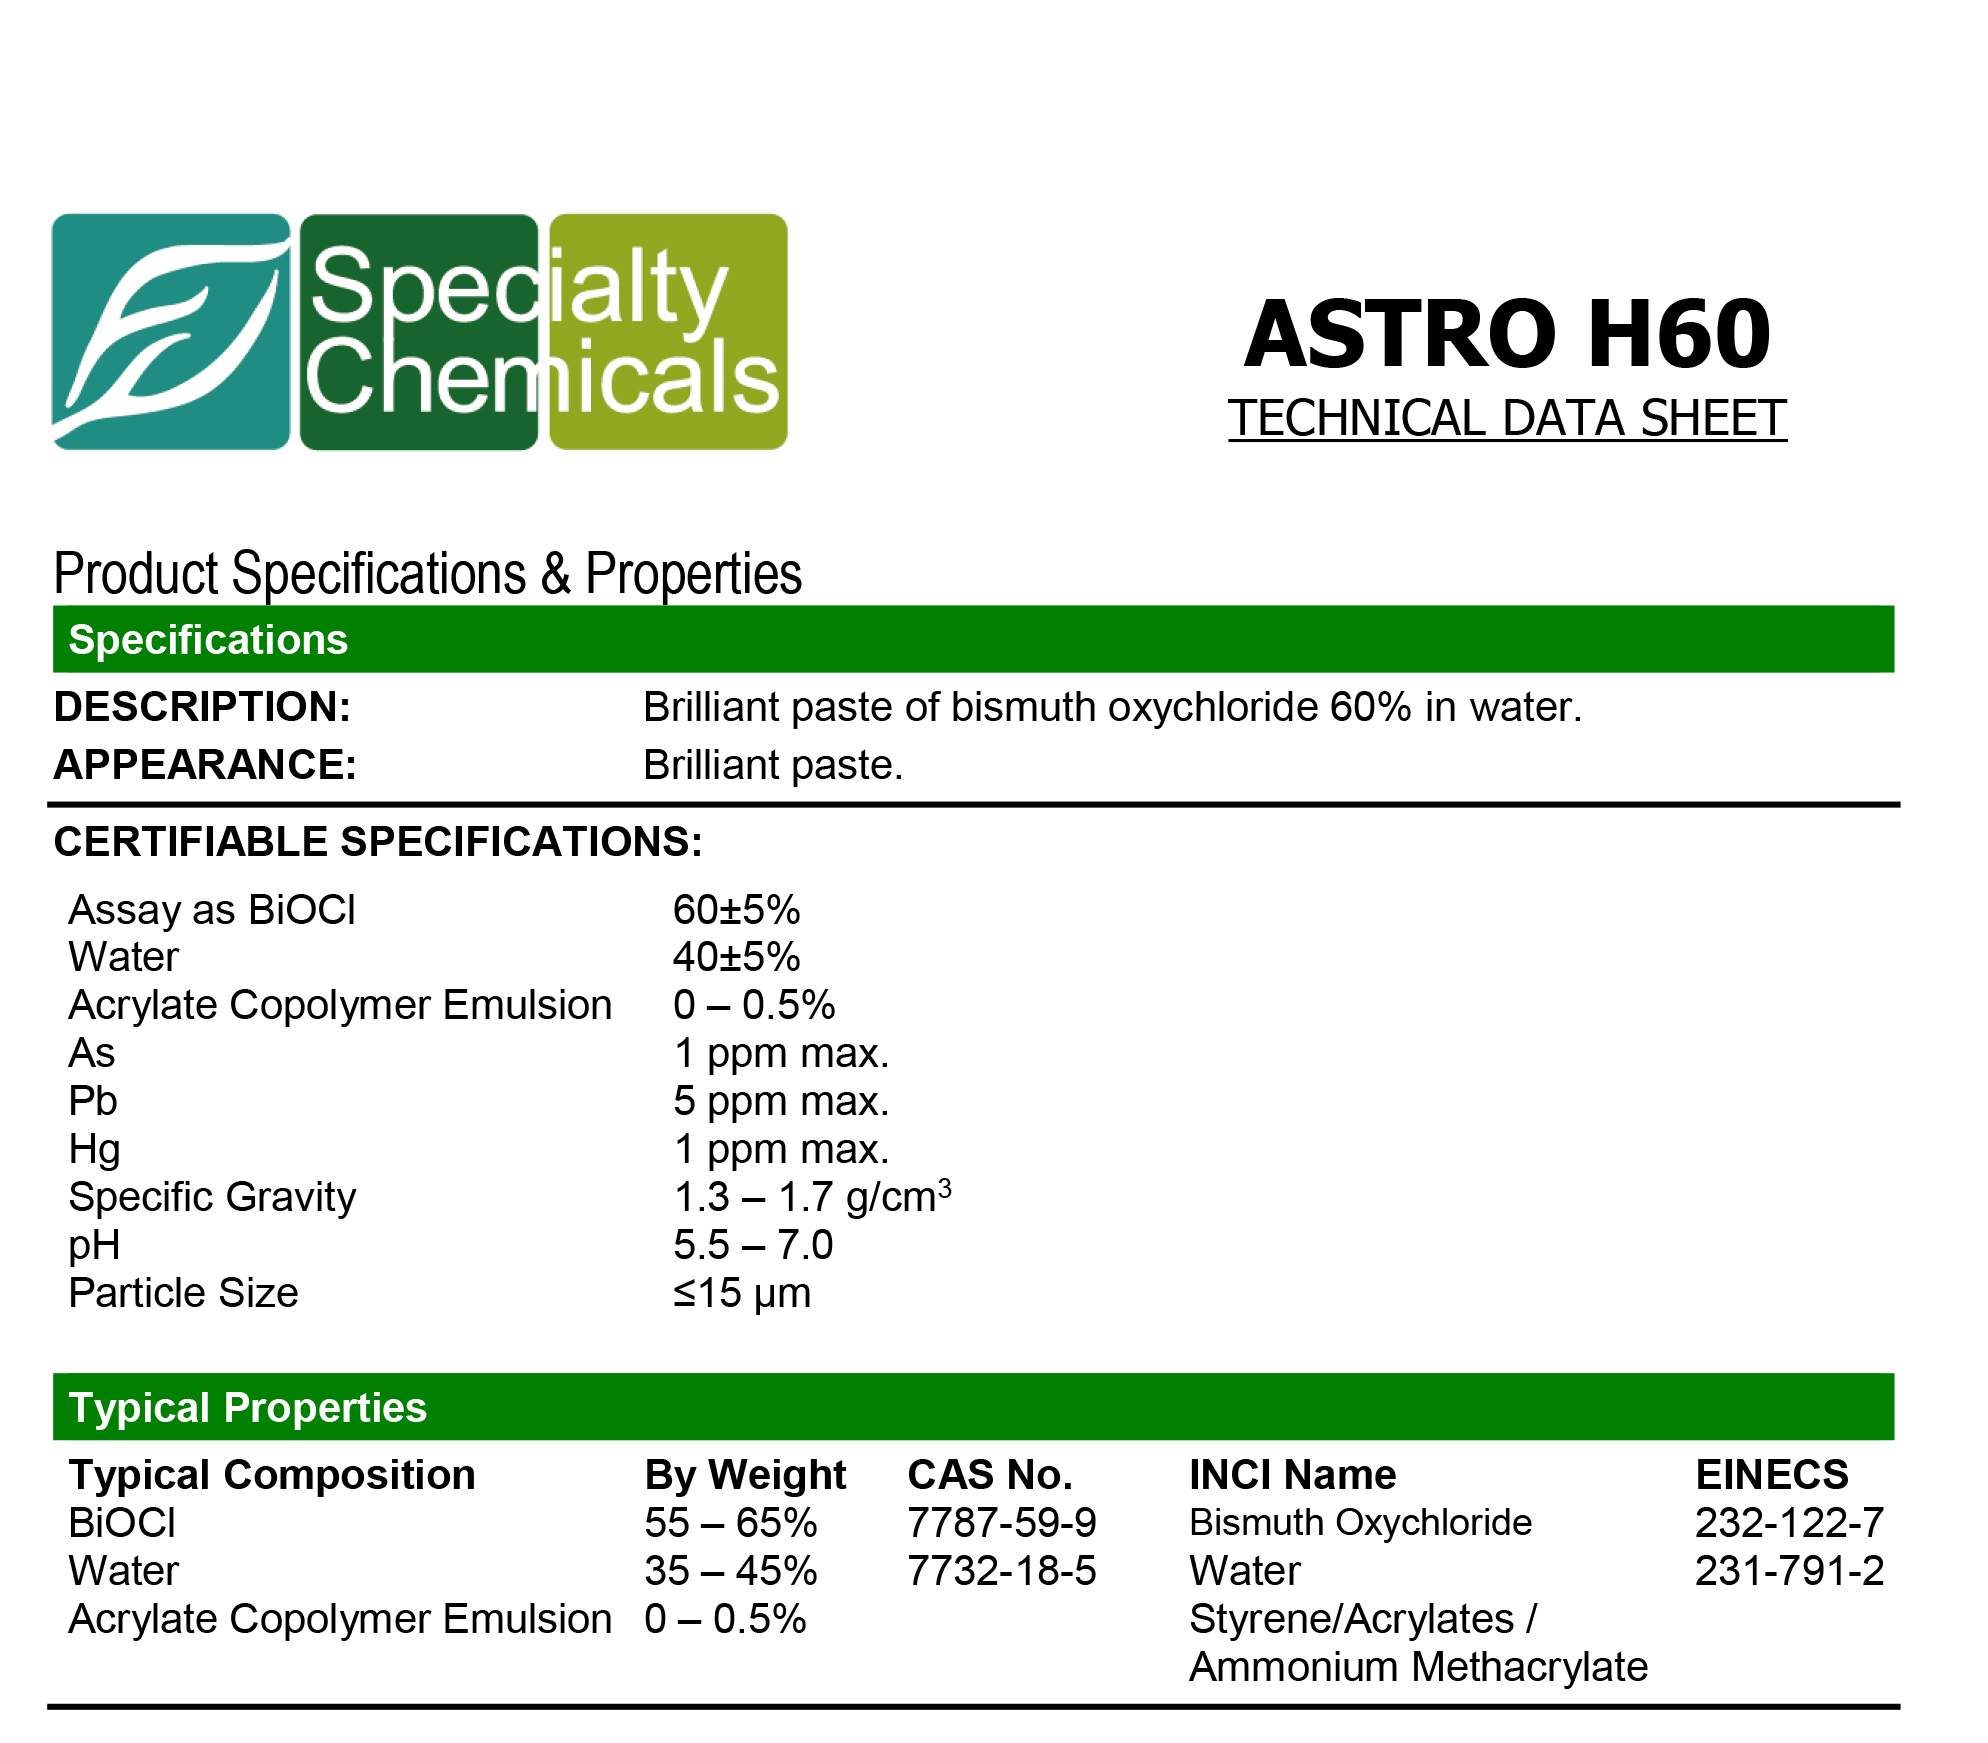 Specialty
Chemicals
ASTRO H60
TECHNICAL DATA SHEET
Product Specifications & Properties
Specifications
DESCRIPTION: Brilliant paste of bismuth oxychloride 60% in water.
APPEARANCE: Brilliant paste.
CERTIFIABLE SPECIFICATIONS:
Assay as BiOCl 60±5%
Water 40±5%
Acrylate Copolymer Emulsion 0 – 0.5%
As 1 ppm max.
Pb 5 ppm max.
Hg 1 ppm max.
Specific Gravity 1.3 – 1.7 g/cm³
pH 5.5 – 7.0
Particle Size ≤15 µm
Typical Properties
Typical Composition By Weight CAS No. INCI Name EINECS
BiOCl 55 – 65% 7787-59-9 Bismuth Oxychloride 232-122-7
Water 35 – 45% 7732-18-5 Water 231-791-2
Acrylate Copolymer Emulsion 0 – 0.5% Styrene/Acrylates /
Ammonium Methacrylate